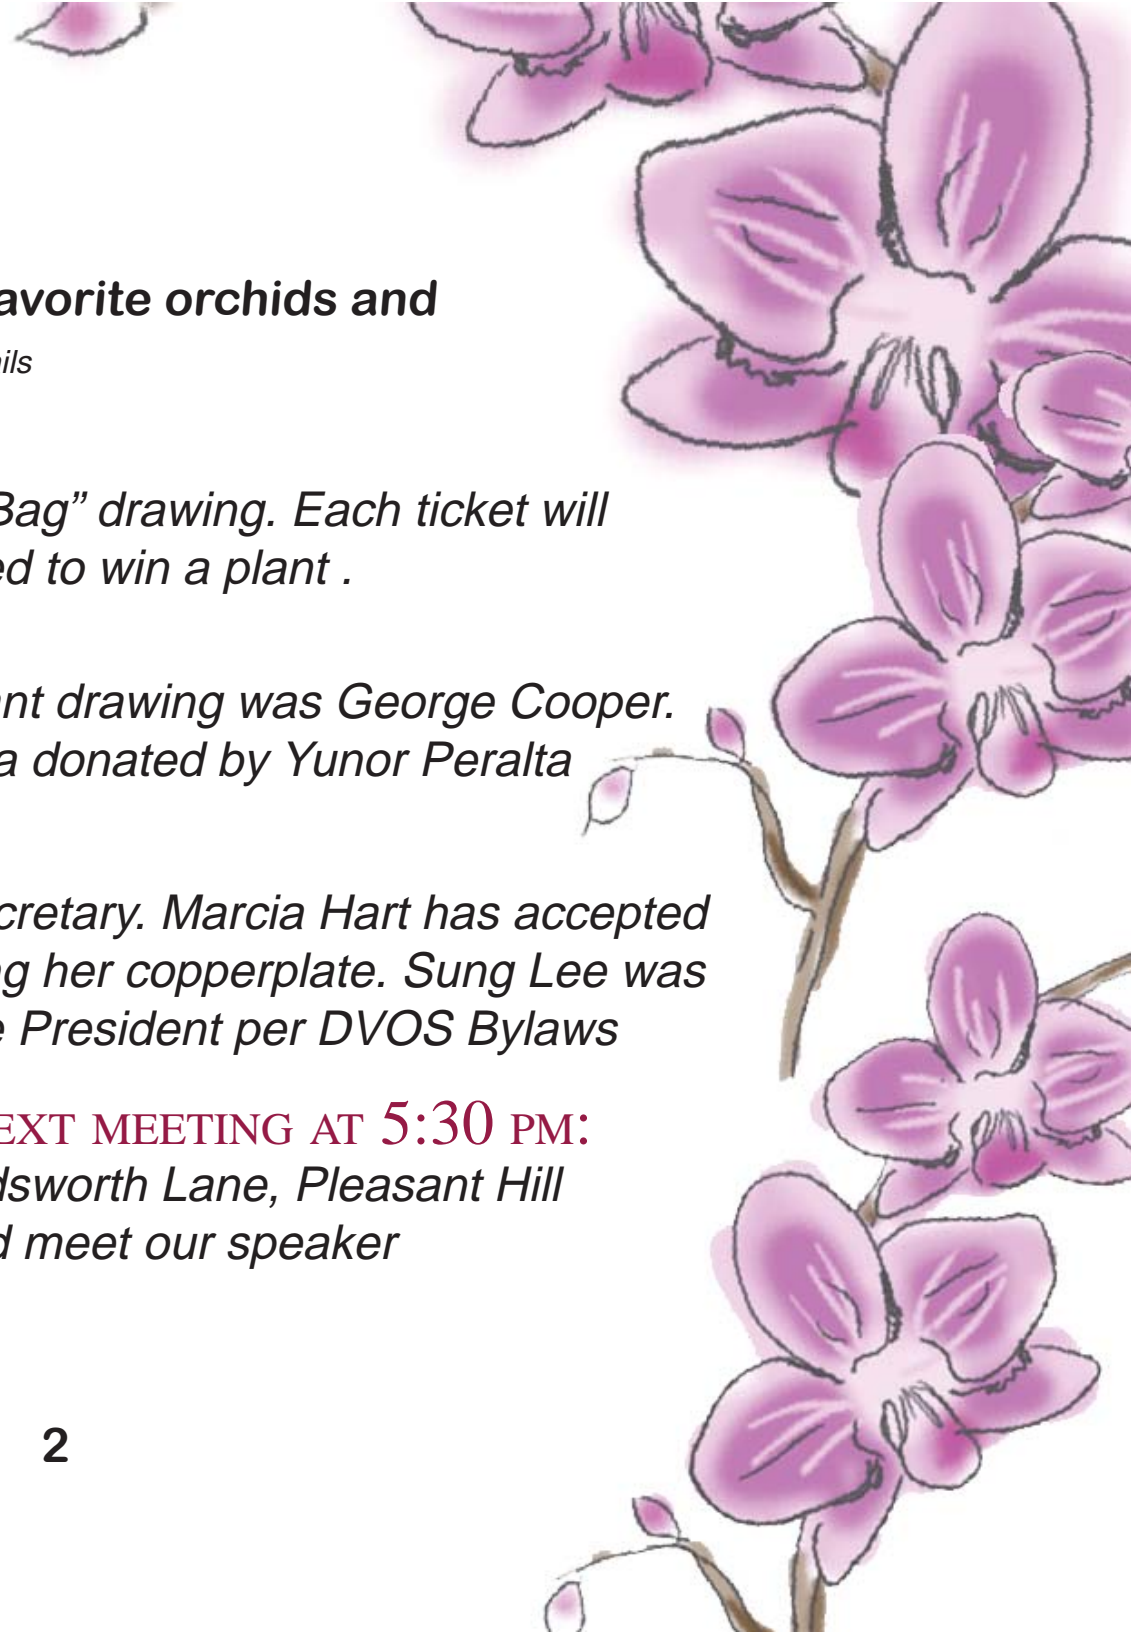 avorite orchids and
ils
Bag” drawing. Each ticket will
ed to win a plant .
ant drawing was George Cooper.
a donated by Yunor Peralta
cretary. Marcia Hart has accepted
ng her copperplate. Sung Lee was
e President per DVOS Bylaws
EXT MEETING AT 5:30 PM:
dsworth Lane, Pleasant Hill
d meet our speaker
2